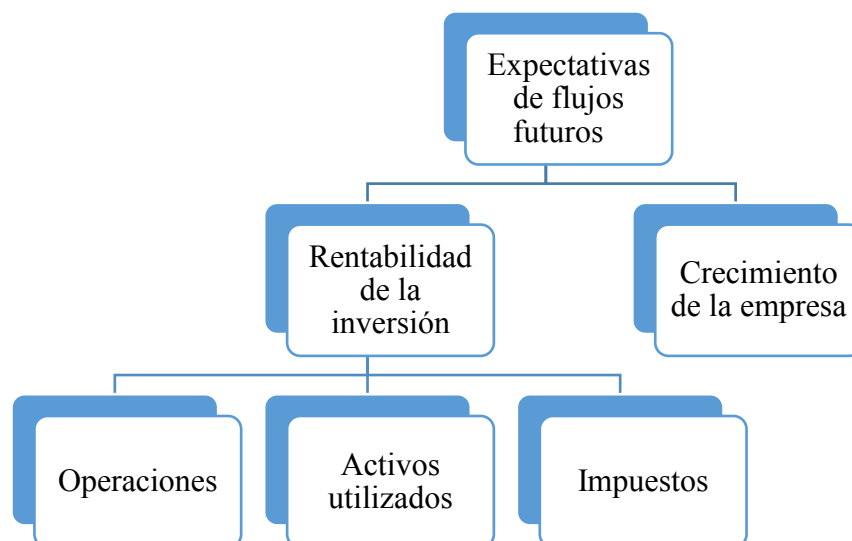 Expectativas
de flujos
futuros
Rentabilidad
de la
inversión
Crecimiento
de la empresa
Operaciones
Activos
utilizados
Impuestos